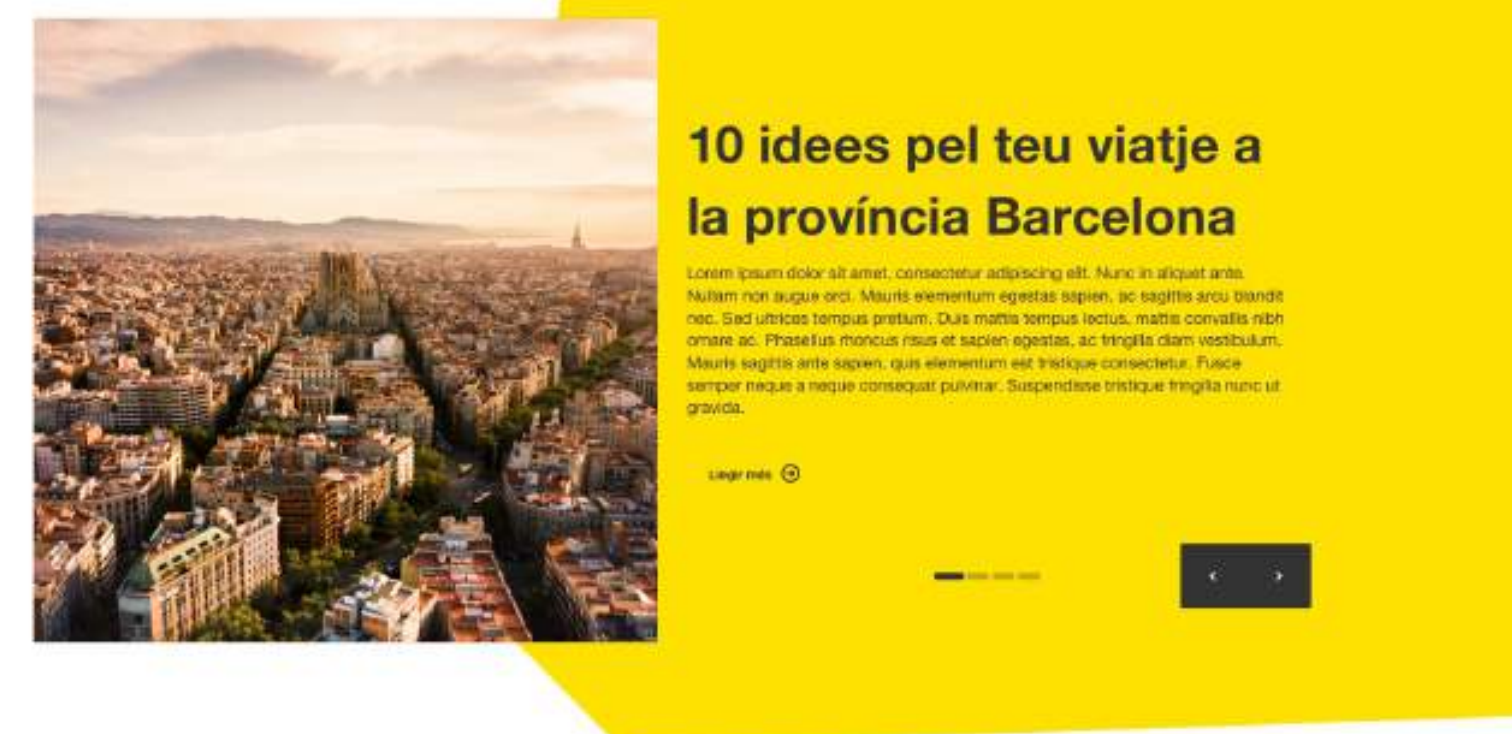 10 idees pel teu viatje a
la província Barcelona
Lorem ipsum dolor sit amet, consectetur adipiscing elit. Nunc in aliquet ante.
Nullam non augue orci. Mauris elementum egestas sapien, ac sagittis arcu blandit
nec. Sed ultrices tempus pretium. Duis mattis tempus lectus, mattis convallis nibh
ornare ac. Phasellus rhoncus risus et sapien egestas, ac fringilla diam vestibulum.
Mauris sagittis ante sapien, quis elementum est tristique consectetur. Fusce
semper neque a neque consequat pulvinar. Suspendisse tristique fringilla nunc ut
gravida.
Llegir més